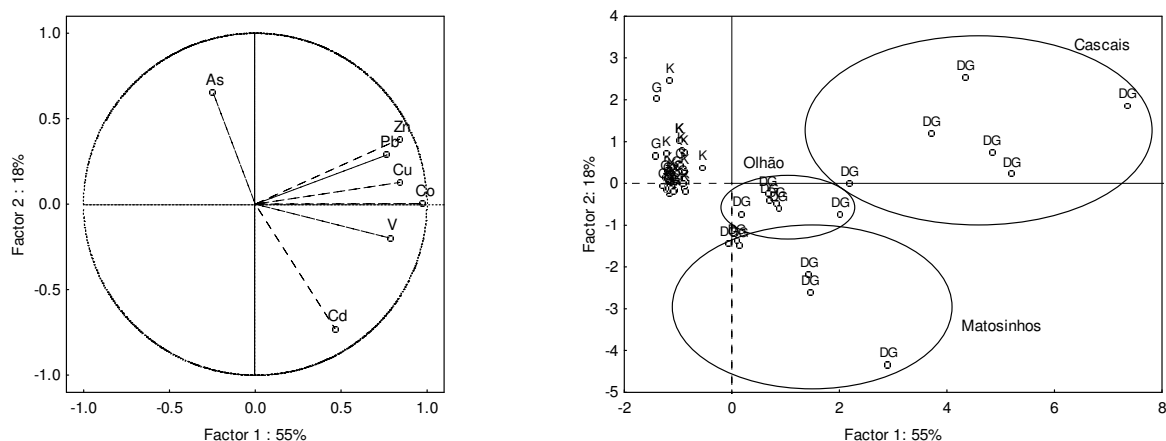 1.0
0.5
0.0
-0.5
-1.0
-1.0
-0.5
0.0
0.5
1.0
Factor 2 : 18%
Factor 1 : 55%
As
Zn
Pb
Cu
Co
V
Cd
4
3
2
1
0
-1
-2
-3
-4
-5
-2
0
2
4
6
8
Factor 2: 18%
Factor 1: 55%
Cascais
Olhão
Matosinhos
K
G
G
K
K
K
DG
DG
DG
DG
DG
DG
DG
DG
DG
DG
DG
DG
DG
DG